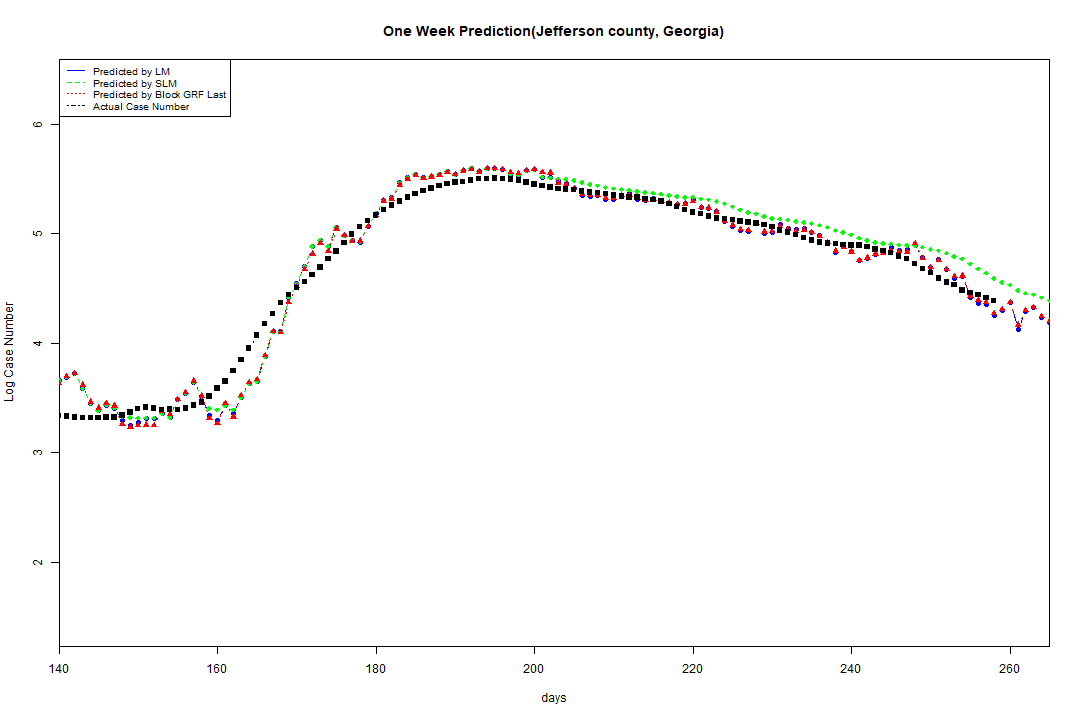 One Week Prediction(Jefferson county, Georgia)
Predicted by LM
Predicted by SLM
Predicted by Block GRF Last
Actual Case Number
6
5
4
3
2
Log Case Number
140 160 180 200 220 240 260
days